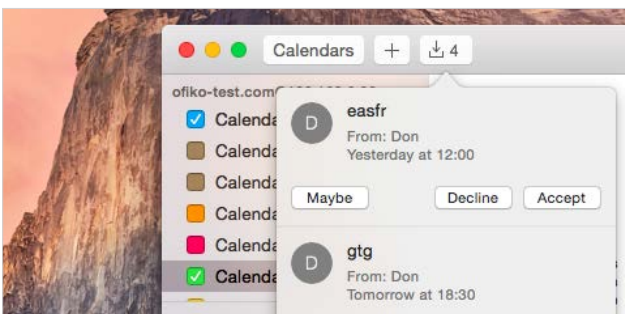 Calendars + 4
ofiko-test.com
Calenda
Calenda
Calenda
Calenda
Calenda
Calenda
D
easfr
From: Don
Yesterday at 12:00
Maybe Decline Accept
D
gtg
From: Don
Tomorrow at 18:30